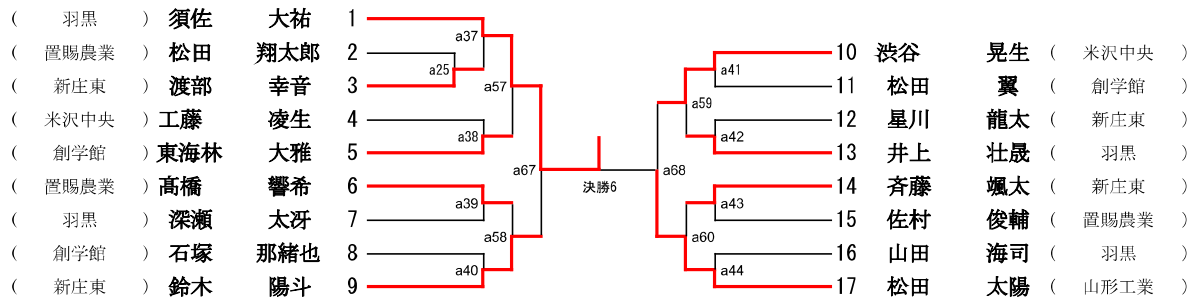 ( 羽黒 ) 須佐 大祐 1
( 置賜農業 ) 松田 翔太郎 2
( 新庄東 ) 渡部 幸音 3
( 米沢中央 ) 工藤 凌生 4
( 創学館 ) 東海林 大雅 5
( 置賜農業 ) 髙橋 響希 6
( 羽黒 ) 深瀬 太冴 7
( 創学館 ) 石塚 那緒也 8
( 新庄東 ) 鈴木 陽斗 9
a37
a25
a57
a38
a67
a39
a58
a40
決勝6
a41
a59
a42
a68
a43
a60
a44
10 渋谷 晃生 ( 米沢中央 )
11 松田 翼 ( 創学館 )
12 星川 龍太 ( 新庄東 )
13 井上 壮晟 ( 羽黒 )
14 斉藤 颯太 ( 新庄東 )
15 佐村 俊輔 ( 置賜農業 )
16 山田 海司 ( 羽黒 )
17 松田 太陽 ( 山形工業 )